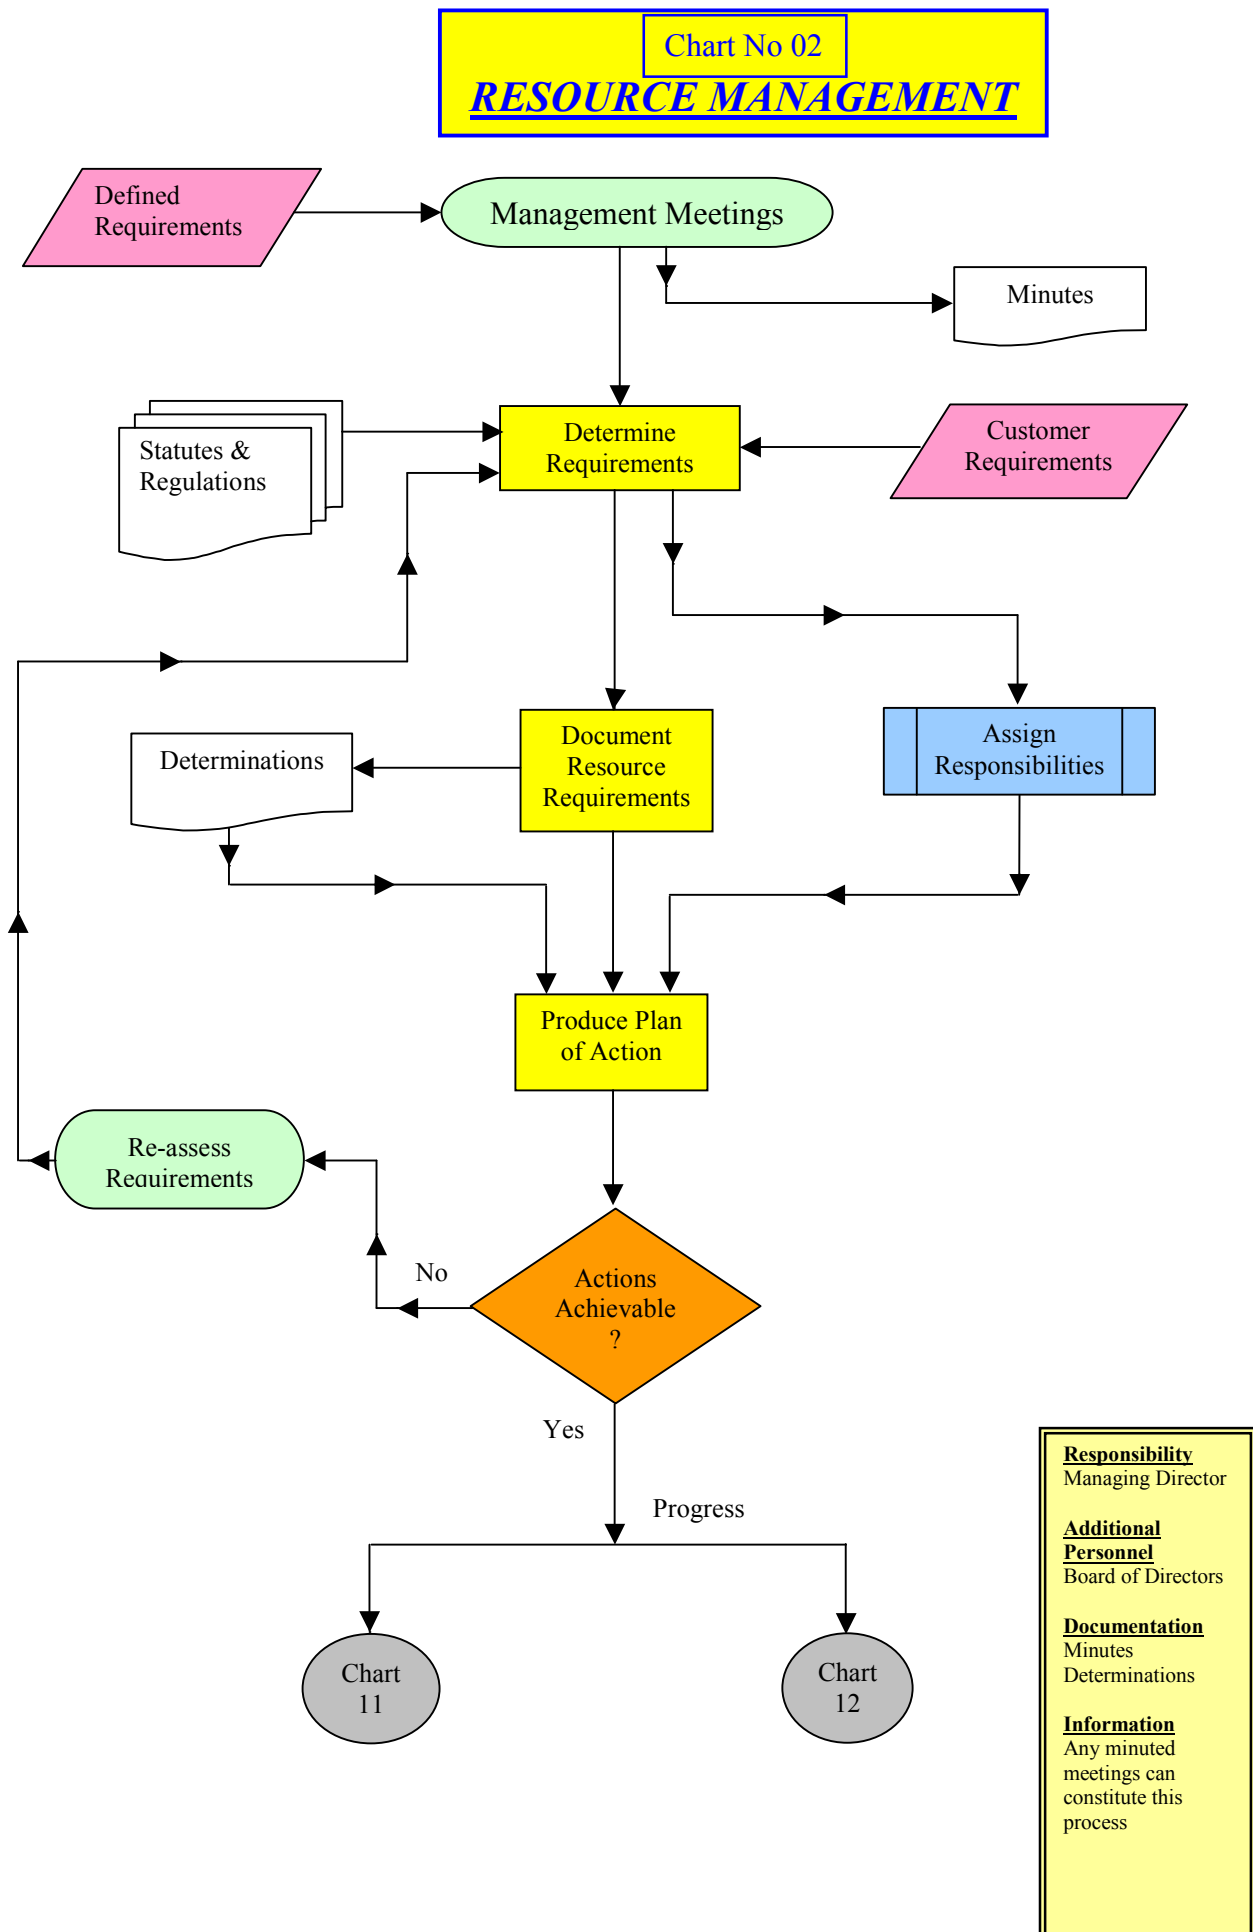 Chart No 02
RESOURCE MANAGEMENT
Defined
Requirements
Management Meetings
Minutes
Statutes &
Regulations
Determine
Requirements
Customer
Requirements
Determinations
Document
Resource
Requirements
Assign
Responsibilities
Produce Plan
of Action
Re-assess
Requirements
No
Actions
Achievable
?
Yes
Progress
Chart
11
Chart
12
Responsibility
Managing Director
Additional
Personnel
Board of Directors
Documentation
Minutes
Determinations
Information
Any minuted
meetings can
constitute this
process